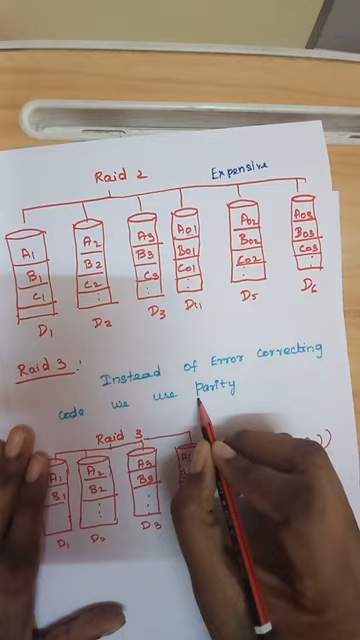 Raid 2 Expensive
A1 A2 A3 A01 A02 A03
B1 B2 B3 B01 B02 B03
C1 C2 C3 C01 C02 C03
D1 D2 D3 D4 D5 D6
Raid 3 :
Instead of Error correcting
code we use parity
Raid 3
A2 A3
B1 B2 B3
D1 D2 D3